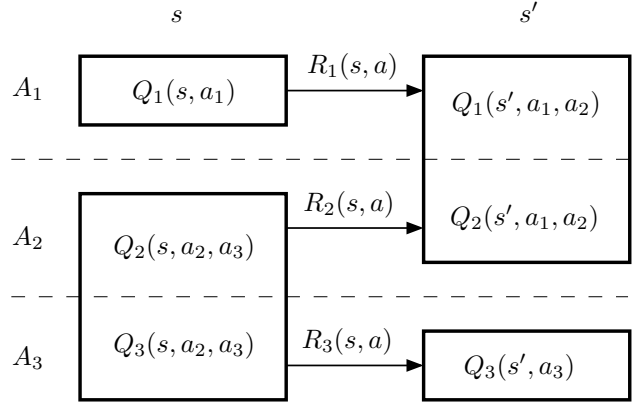 s s′
A₁ Q₁(s, a₁) R₁(s, a) Q₁(s′, a₁, a₂)
A₂ Q₂(s, a₂, a₃) R₂(s, a) Q₂(s′, a₁, a₂)
A₃ Q₃(s, a₂, a₃) R₃(s, a) Q₃(s′, a₃)